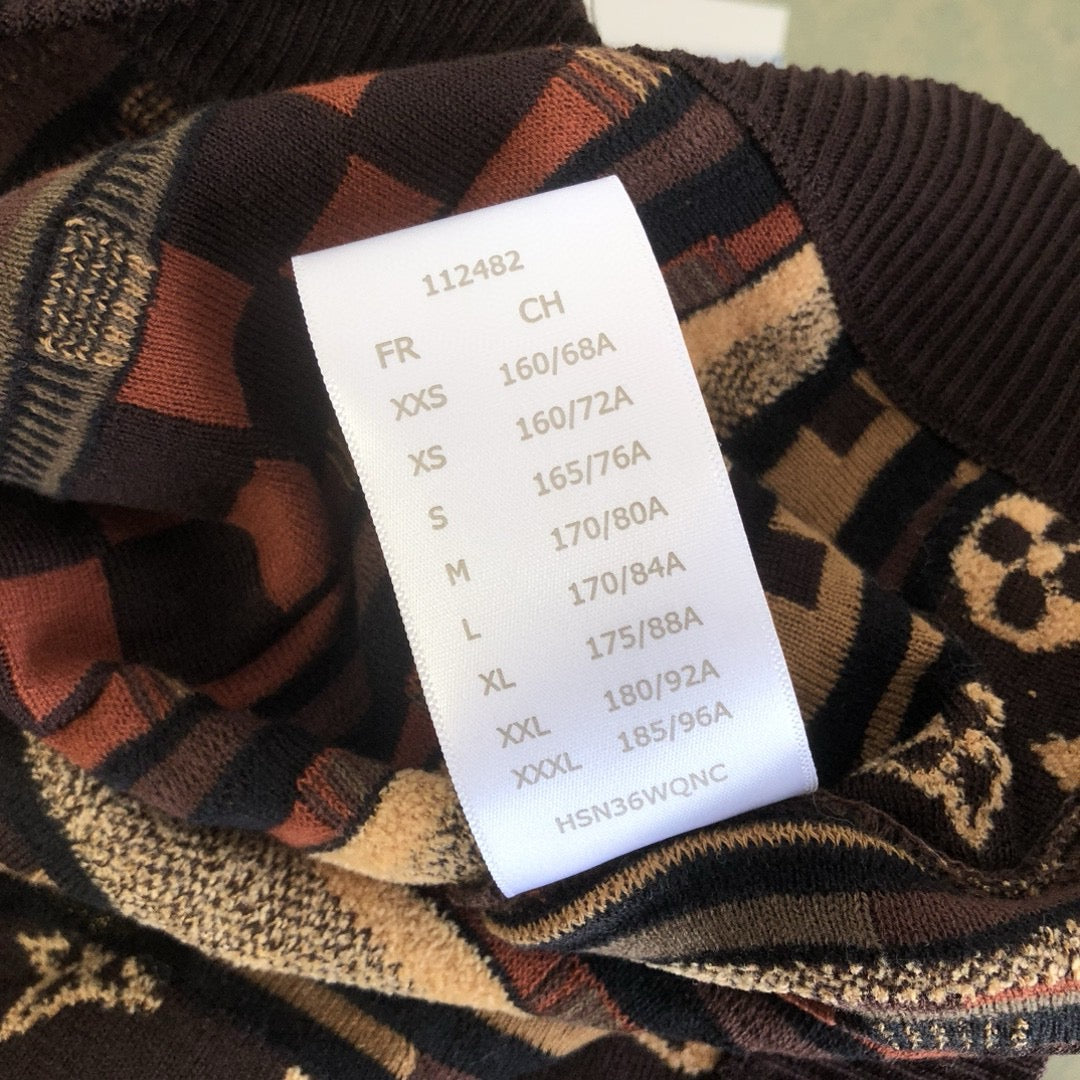 112482
FR CH
XXS 160/68A
XS 160/72A
S 165/76A
M 170/80A
L 170/84A
XL 175/88A
XXL 180/92A
XXXL 185/96A
HSN36WQNC